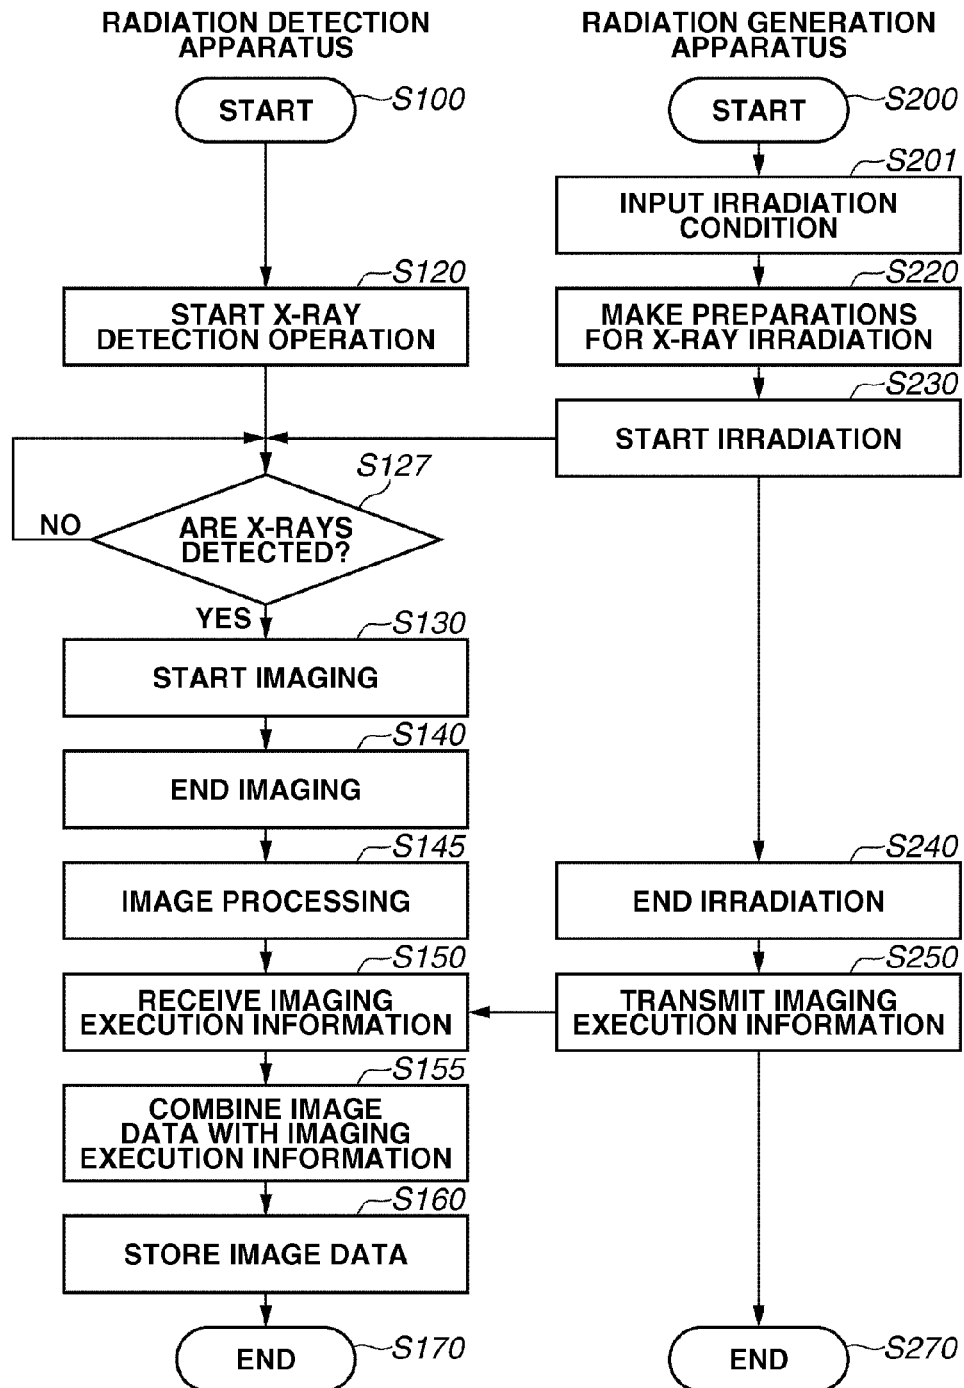 RADIATION DETECTION
APPARATUS
START
S100
S120
START X-RAY
DETECTION OPERATION
S127
ARE X-RAYS
DETECTED?
NO
YES
S130
START IMAGING
S140
END IMAGING
S145
IMAGE PROCESSING
S150
RECEIVE IMAGING
EXECUTION INFORMATION
S155
COMBINE IMAGE
DATA WITH IMAGING
EXECUTION INFORMATION
S160
STORE IMAGE DATA
END
S170
RADIATION GENERATION
APPARATUS
START
S200
S201
INPUT IRRADIATION
CONDITION
S220
MAKE PREPARATIONS
FOR X-RAY IRRADIATION
S230
START IRRADIATION
S240
END IRRADIATION
S250
TRANSMIT IMAGING
EXECUTION INFORMATION
END
S270